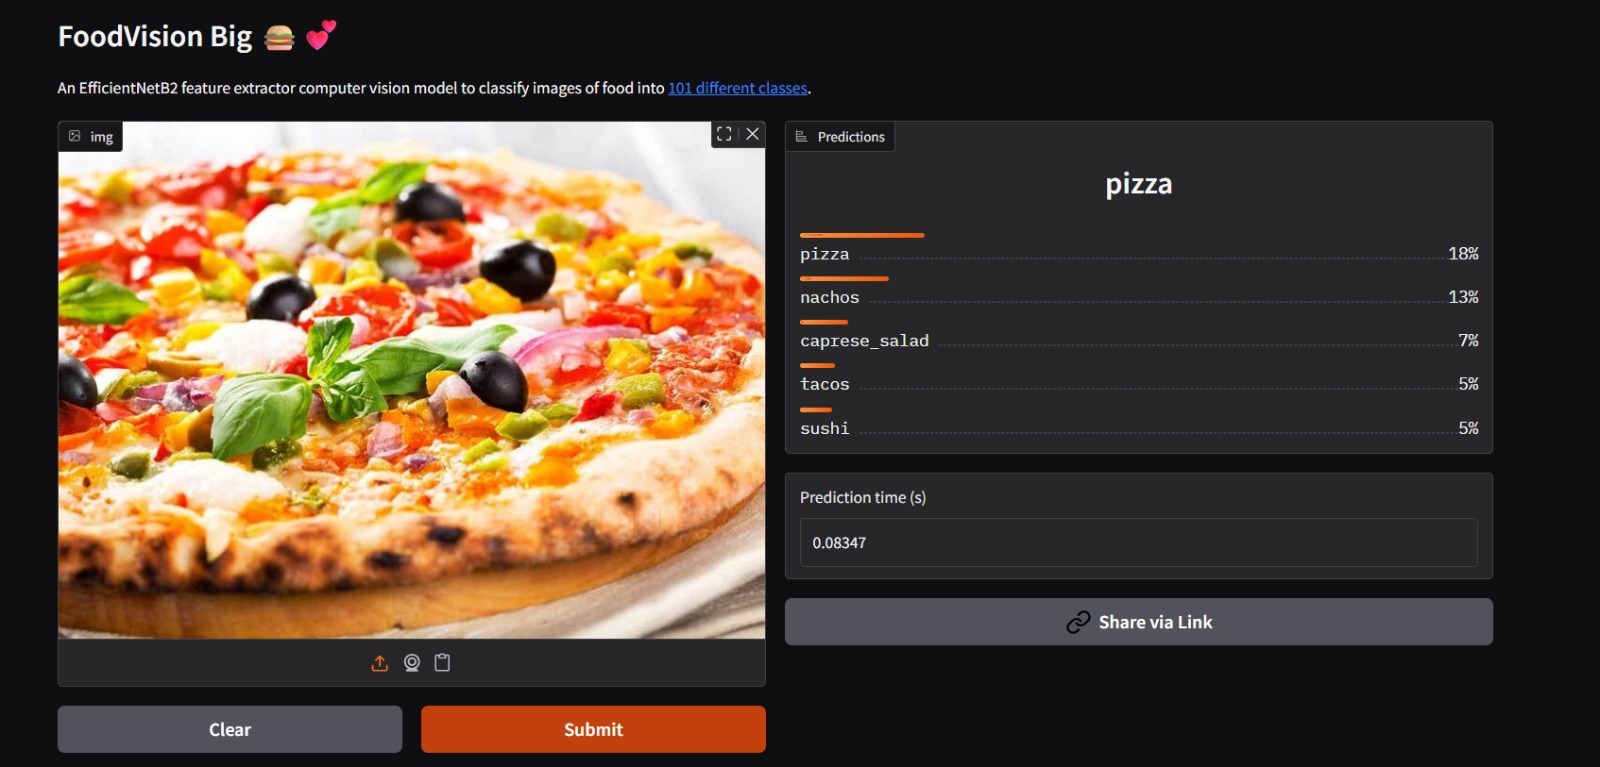 FoodVision Big 🍔 💕
An EfficientNetB2 feature extractor computer vision model to classify images of food into 101 different classes.
img
Predictions
pizza
pizza 18%
nachos 13%
caprese_salad 7%
tacos 5%
sushi 5%
Prediction time (s)
0.08347
Share via Link
Clear
Submit